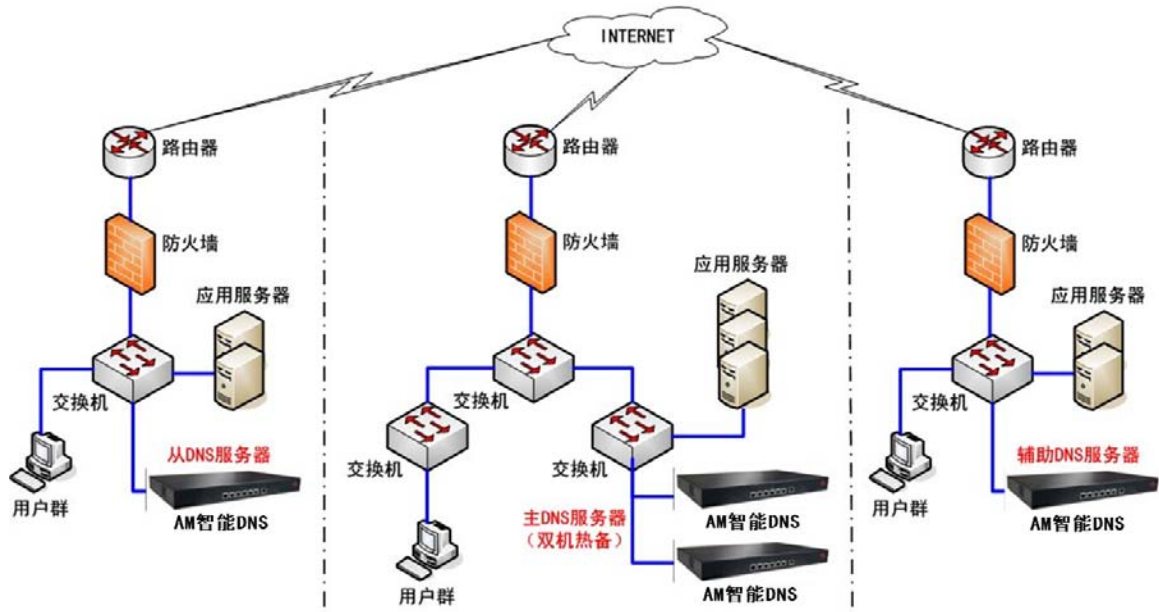 INTERNET
路由器
防火墙
应用服务器
交换机
从DNS服务器
用户群
AM智能DNS
路由器
防火墙
应用服务器
交换机
交换机
交换机
主DNS服务器
（双机热备）
AM智能DNS
AM智能DNS
用户群
路由器
防火墙
应用服务器
交换机
辅助DNS服务器
用户群
AM智能DNS